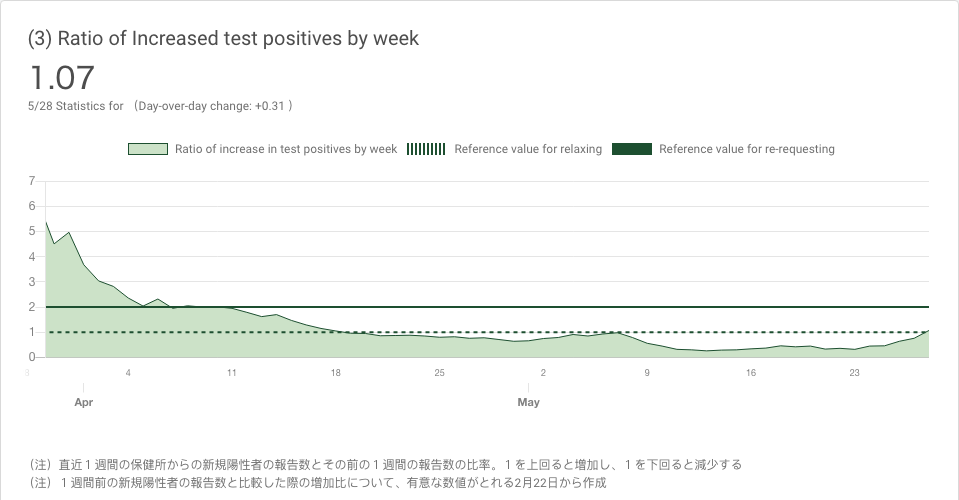 (3) Ratio of Increased test positives by week
1.07
5/28 Statistics for （Day-over-day change: +0.31 ）
Ratio of increase in test positives by week Reference value for relaxing Reference value for re-requesting
7
6
5
4
3
2
1
0
4 11 18 25 2 9 16 23
Apr May
（注）直近１週間の保健所からの新規陽性者の報告数とその前の１週間の報告数の比率。１を上回ると増加し、１を下回ると減少する
（注）１週間前の新規陽性者の報告数と比較した際の増加比について、有意な数値がとれる2月22日から作成